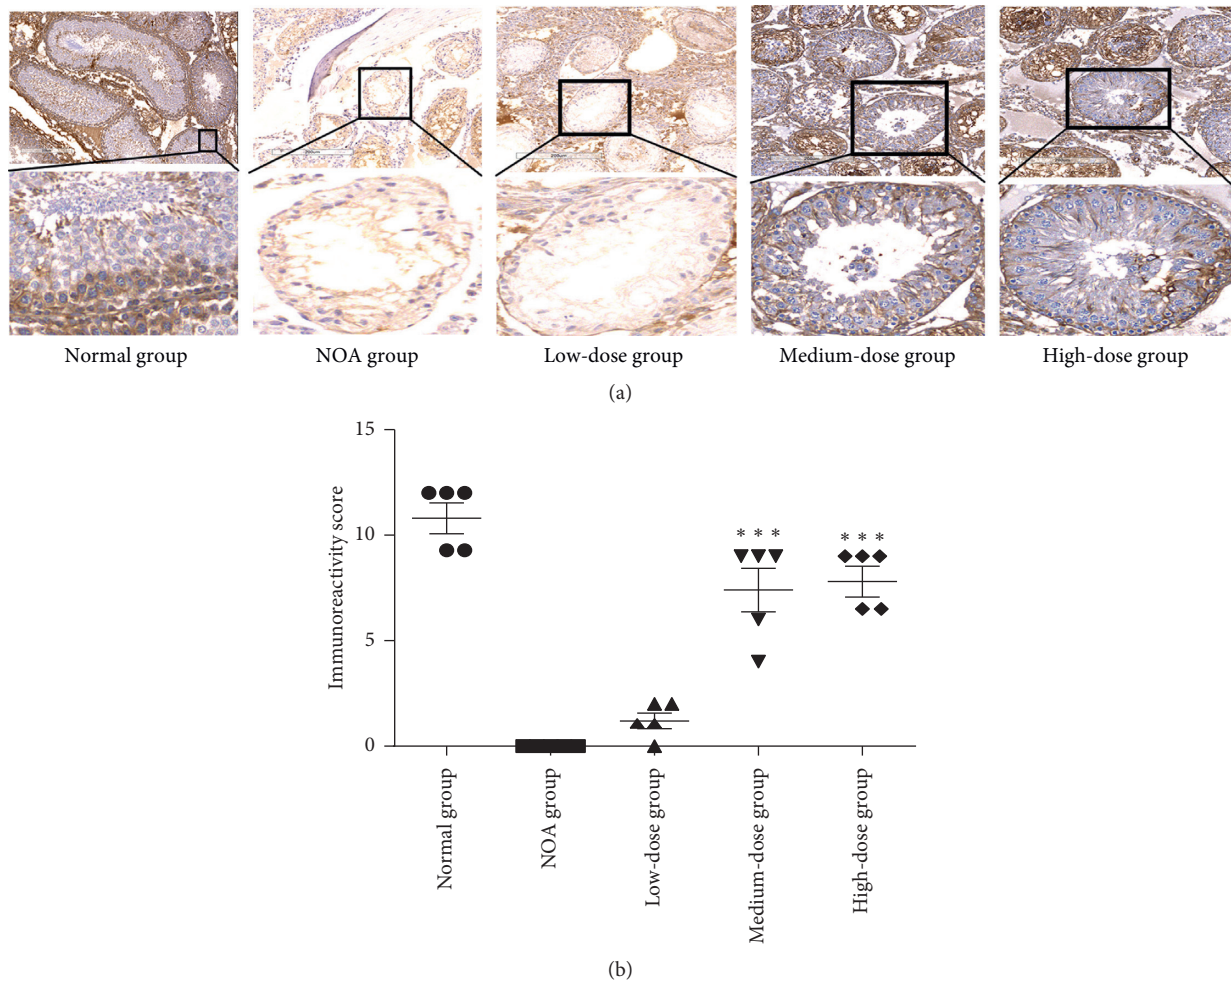 Normal group
NOA group
Low-dose group
Medium-dose group
High-dose group
(a)
15
10
5
0
Immunoreactivity score
* * *
* * *
Normal group
NOA group
Low-dose group
Medium-dose group
High-dose group
(b)